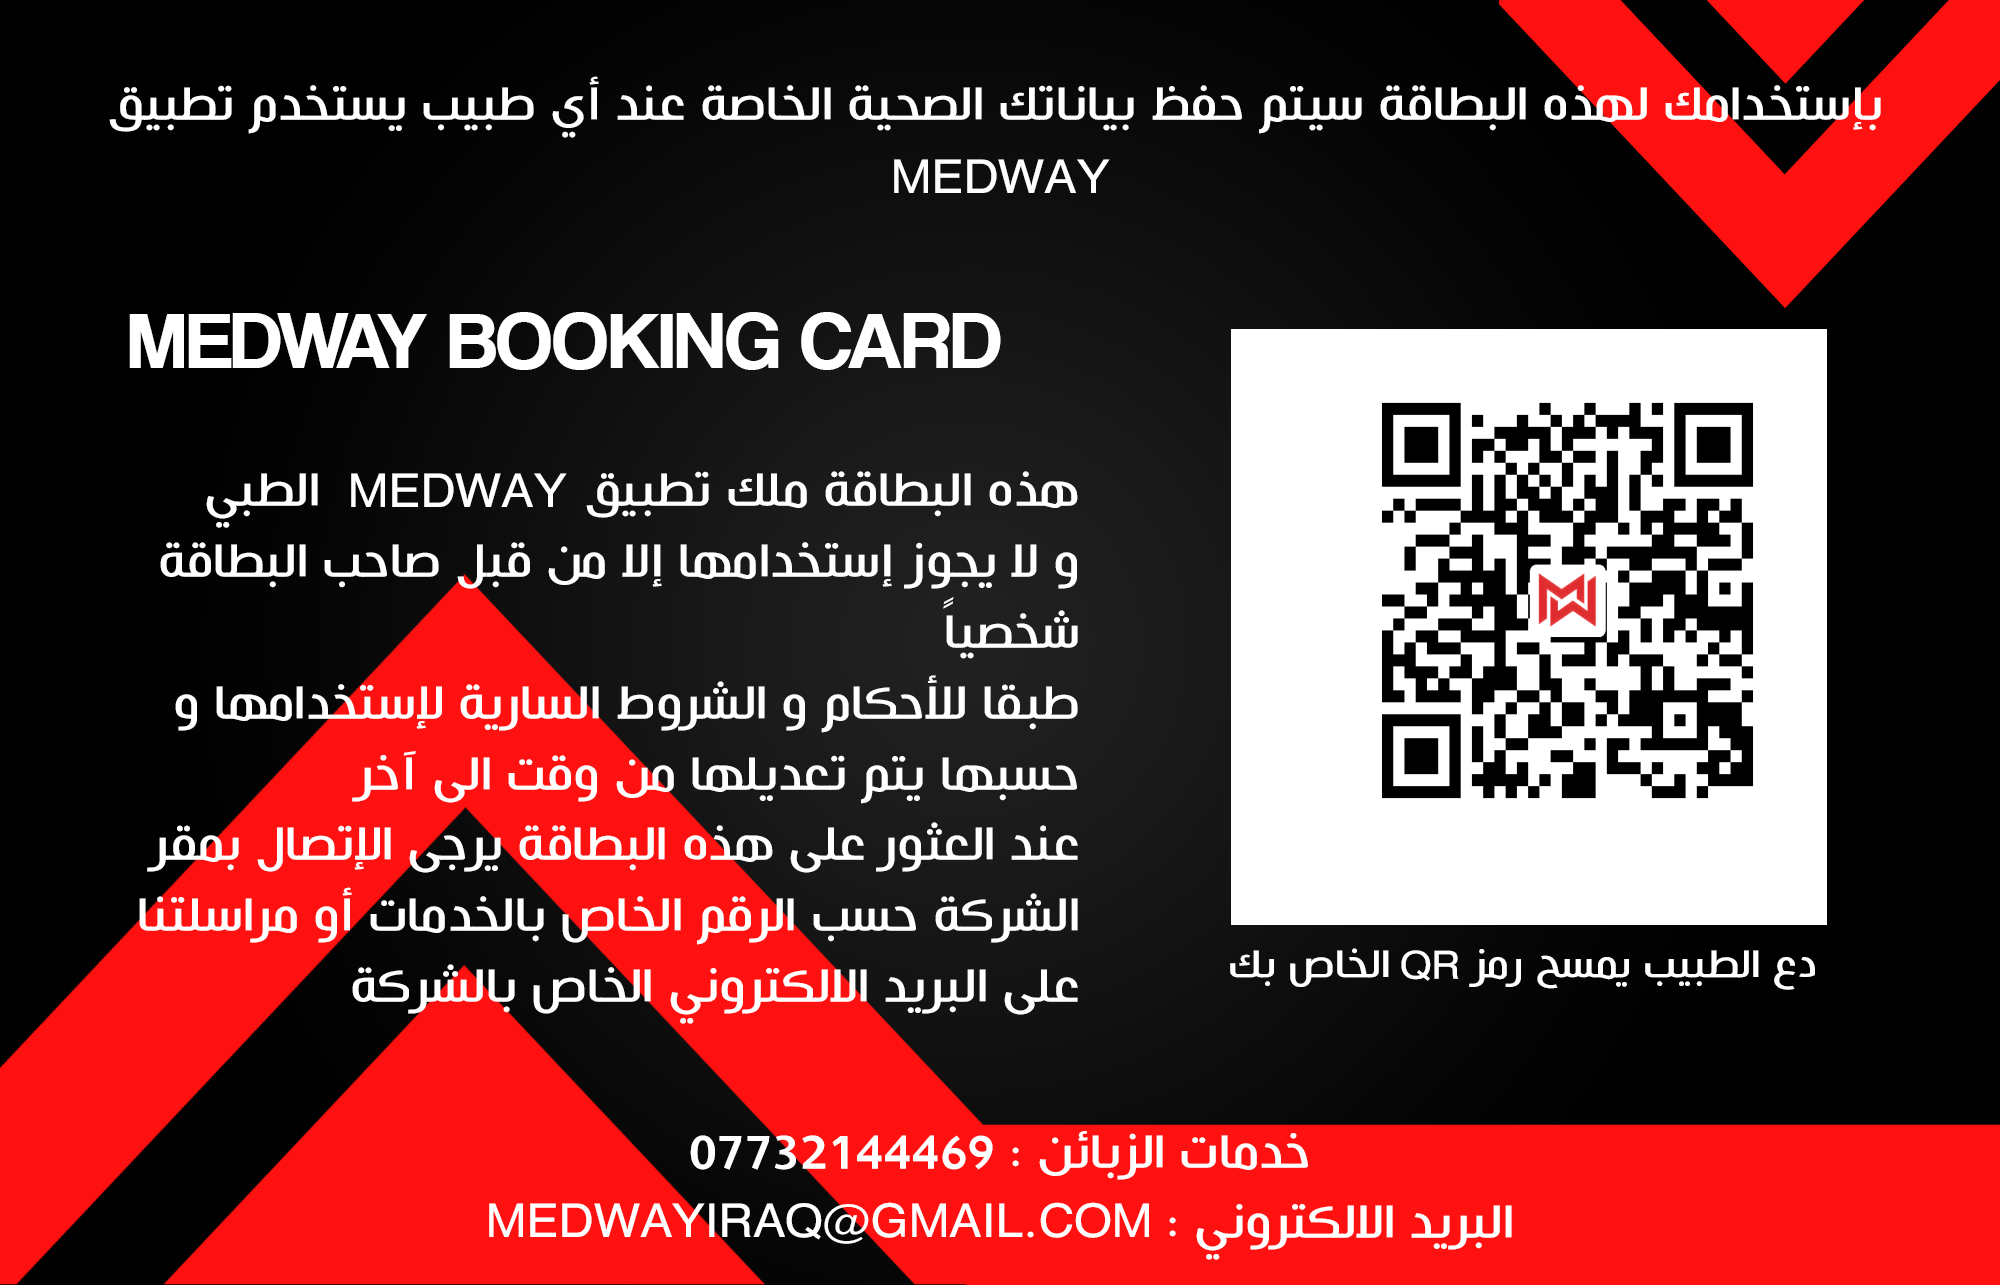 بإستخدامك لهذه البطاقة سيتم حفظ بياناتك الصحية الخاصة عند أي طبيب يستخدم تطبيق
MEDWAY
MEDWAY BOOKING CARD
هذه البطاقة ملك تطبيق MEDWAY الطبي
و لا يجوز إستخدامها إلا من قبل صاحب البطاقة
شخصياً
طبقا للأحكام و الشروط السارية لإستخدامها و
حسبها يتم تعديلها من وقت الى آخر
عند العثور على هذه البطاقة يرجى الإتصال بمقر
الشركة حسب الرقم الخاص بالخدمات أو مراسلتنا
على البريد الالكتروني الخاص بالشركة
دع الطبيب يمسح رمز QR الخاص بك
خدمات الزبائن : 07732144469
البريد الالكتروني : MEDWAYIRAQ@GMAIL.COM